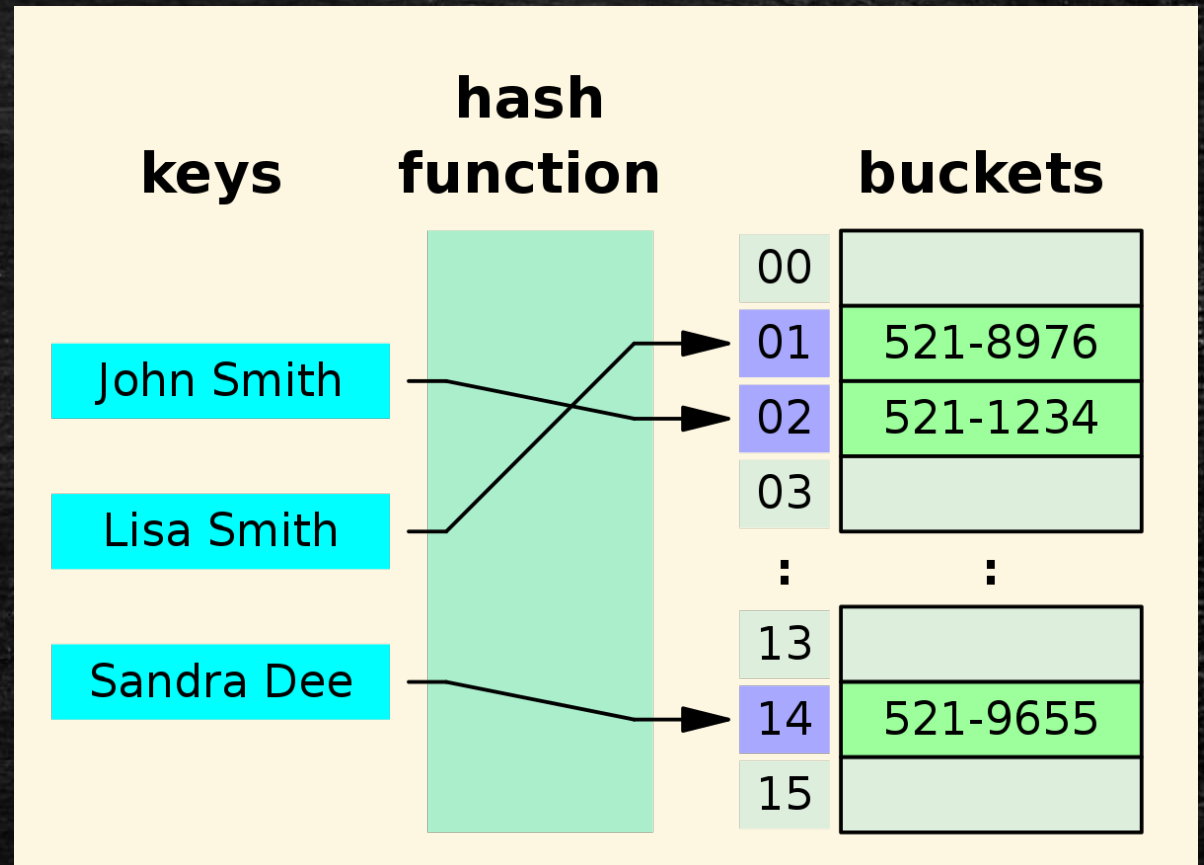 hash
keys function buckets
00
01 521-8976
John Smith
02 521-1234
03
Lisa Smith
: :
13
Sandra Dee
14 521-9655
15